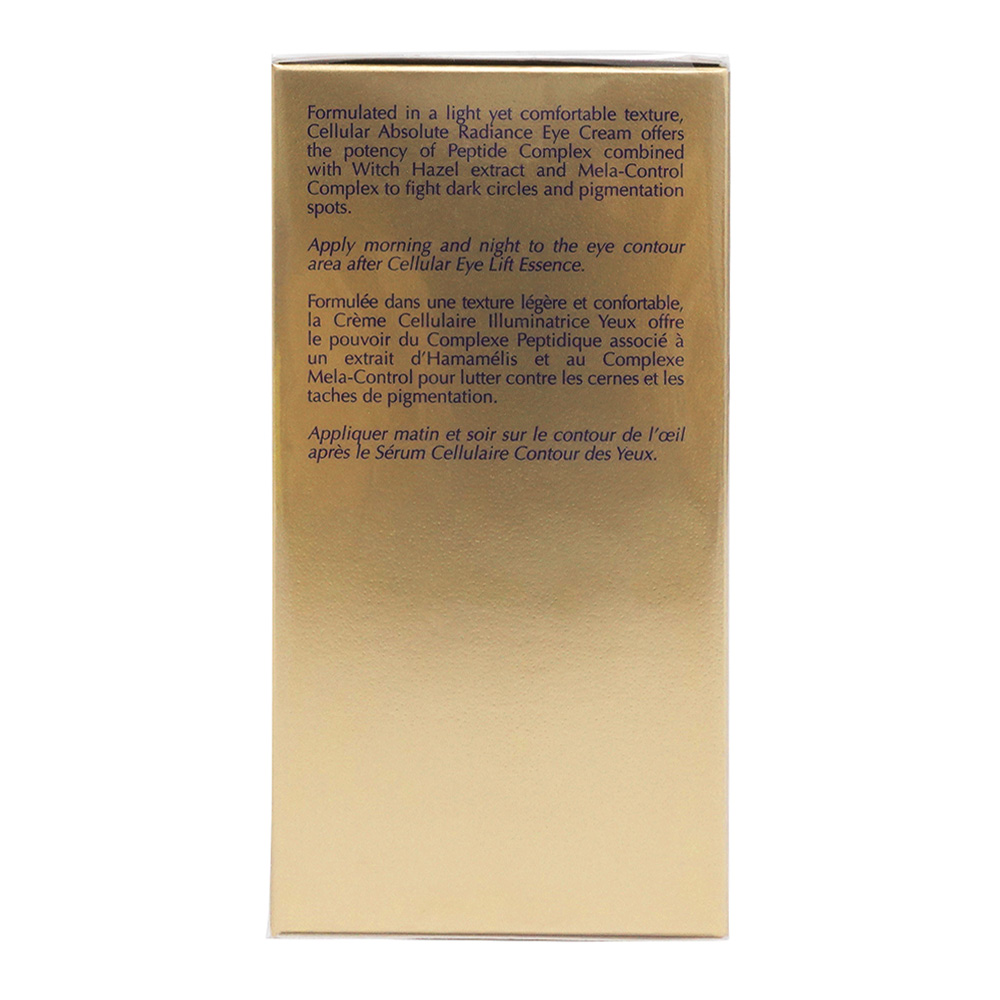 Formulated in a light yet comfortable texture,
Cellular Absolute Radiance Eye Cream offers
the potency of Peptide Complex combined
with Witch Hazel extract and Mela-Control
Complex to fight dark circles and pigmentation
spots.
Apply morning and night to the eye contour
area after Cellular Eye Lift Essence.
Formulée dans une texture légère et confortable,
la Crème Cellulaire Illuminatrice Yeux offre
le pouvoir du Complexe Peptidique associé à
un extrait d'Hamamélis et au Complexe
Mela-Control pour lutter contre les cernes et les
taches de pigmentation.
Appliquer matin et soir sur le contour de l'œil
après le Sérum Cellulaire Contour des Yeux.